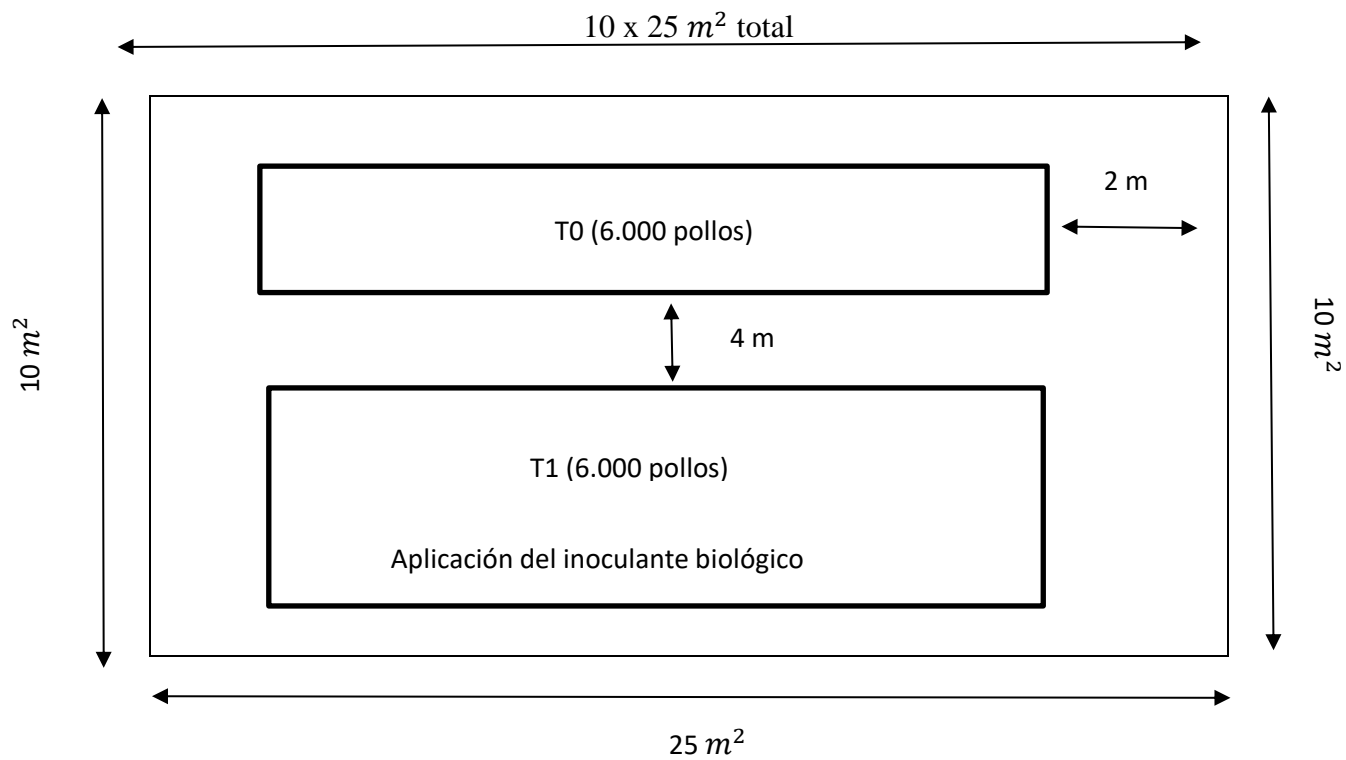 10 x 25 𝑚² total
2 m
T0 (6.000 pollos)
10 𝑚²
4 m
10 𝑚²
T1 (6.000 pollos)
Aplicación del inoculante biológico
25 𝑚²